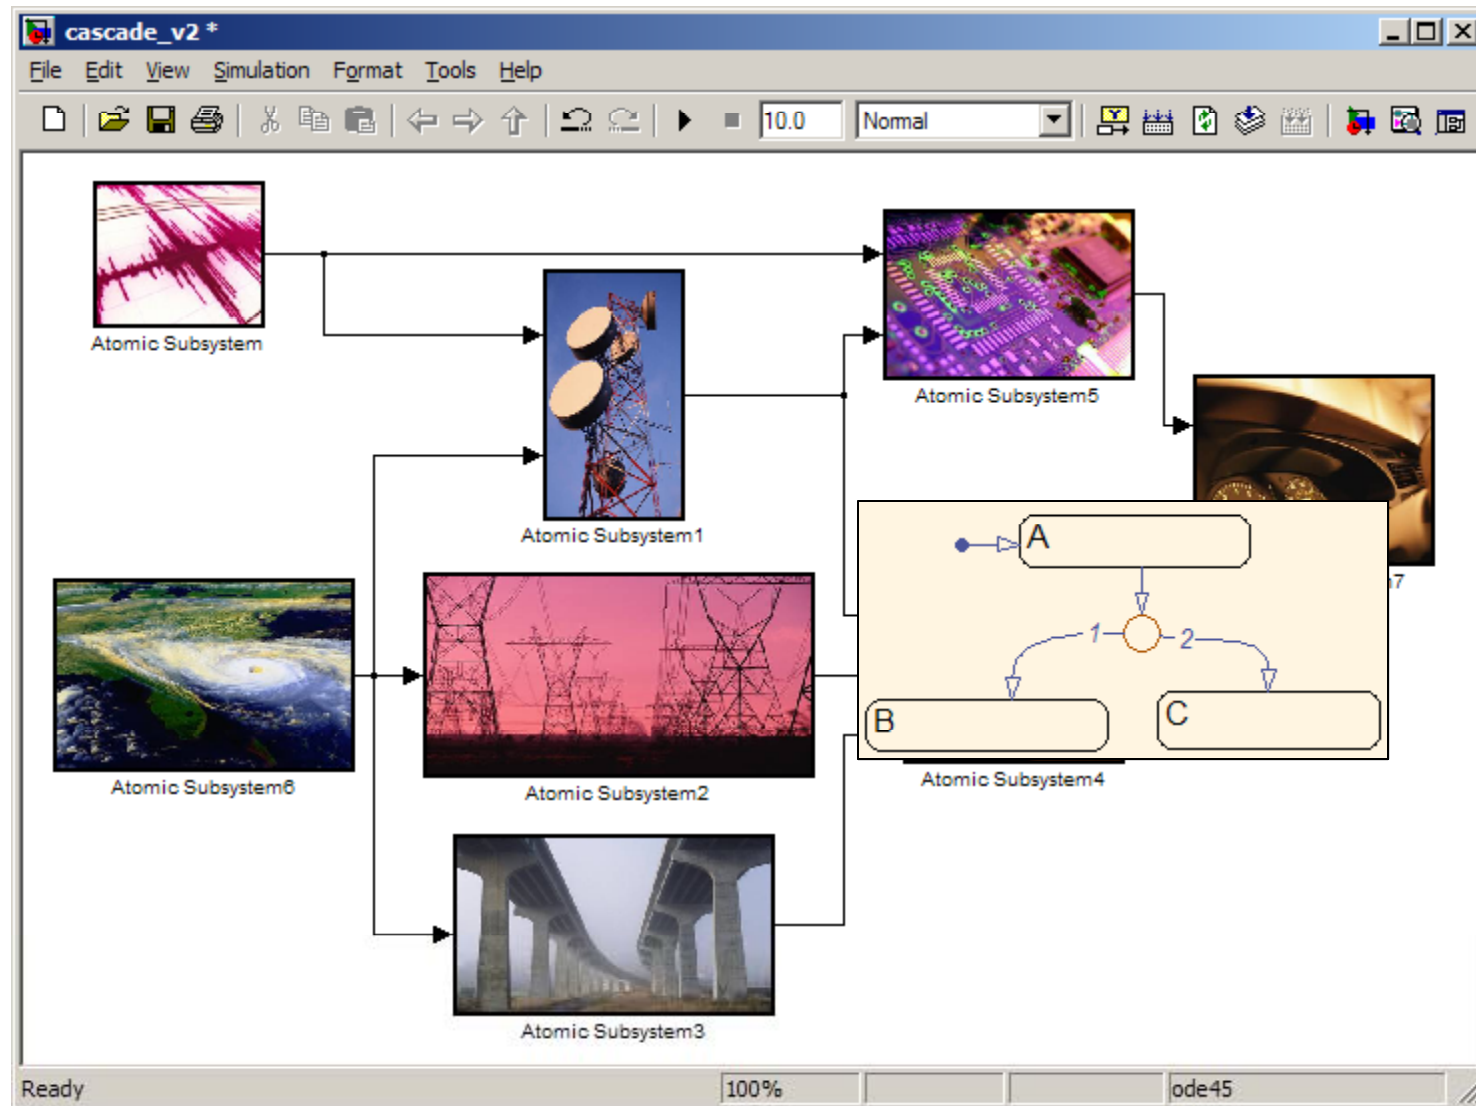 cascade_v2 *
File Edit View Simulation Format Tools Help
10.0 Normal
Atomic Subsystem
Atomic Subsystem5
Atomic Subsystem1
A
1 2
7
B C
Atomic Subsystem6
Atomic Subsystem2
Atomic Subsystem4
Atomic Subsystem3
Ready 100% ode45